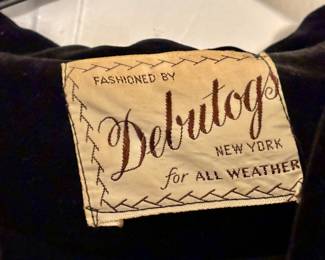 FASHIONED BY
Debutogs
NEW YORK
for ALL WEATHER